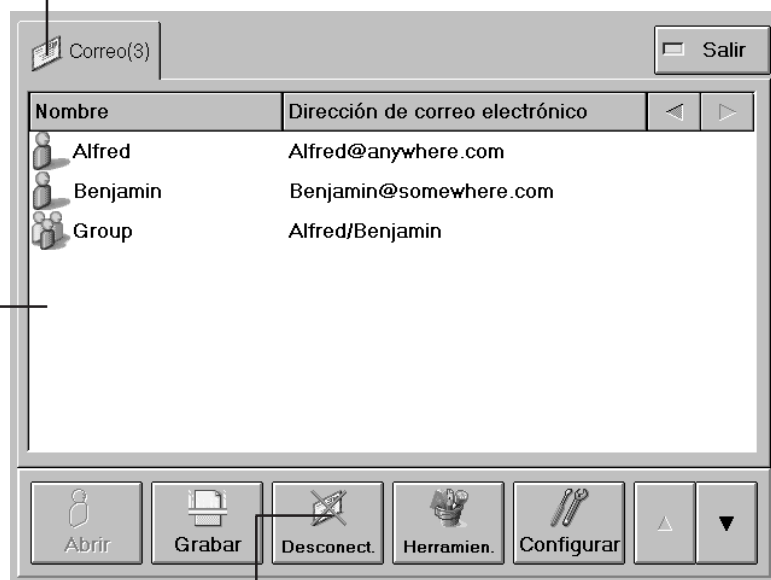 Correo(3)
Salir
Nombre Dirección de correo electrónico
Alfred Alfred@anywhere.com
Benjamin Benjamin@somewhere.com
Group Alfred/Benjamin
Abrir Grabar Desconect. Herramien. Configurar